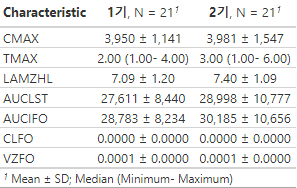 Characteristic 1기, N = 21¹ 2기, N = 21¹
CMAX 3,950 ± 1,141 3,981 ± 1,547
TMAX 2.00 (1.00- 4.00) 3.00 (1.00- 6.00)
LAMZHL 7.09 ± 1.20 7.40 ± 1.09
AUCLST 27,611 ± 8,440 28,998 ± 10,777
AUCIFO 28,783 ± 8,234 30,185 ± 10,656
CLFO 0.0000 ± 0.0000 0.0000 ± 0.0000
VZFO 0.0001 ± 0.0000 0.0001 ± 0.0000
¹ Mean ± SD; Median (Minimum- Maximum)